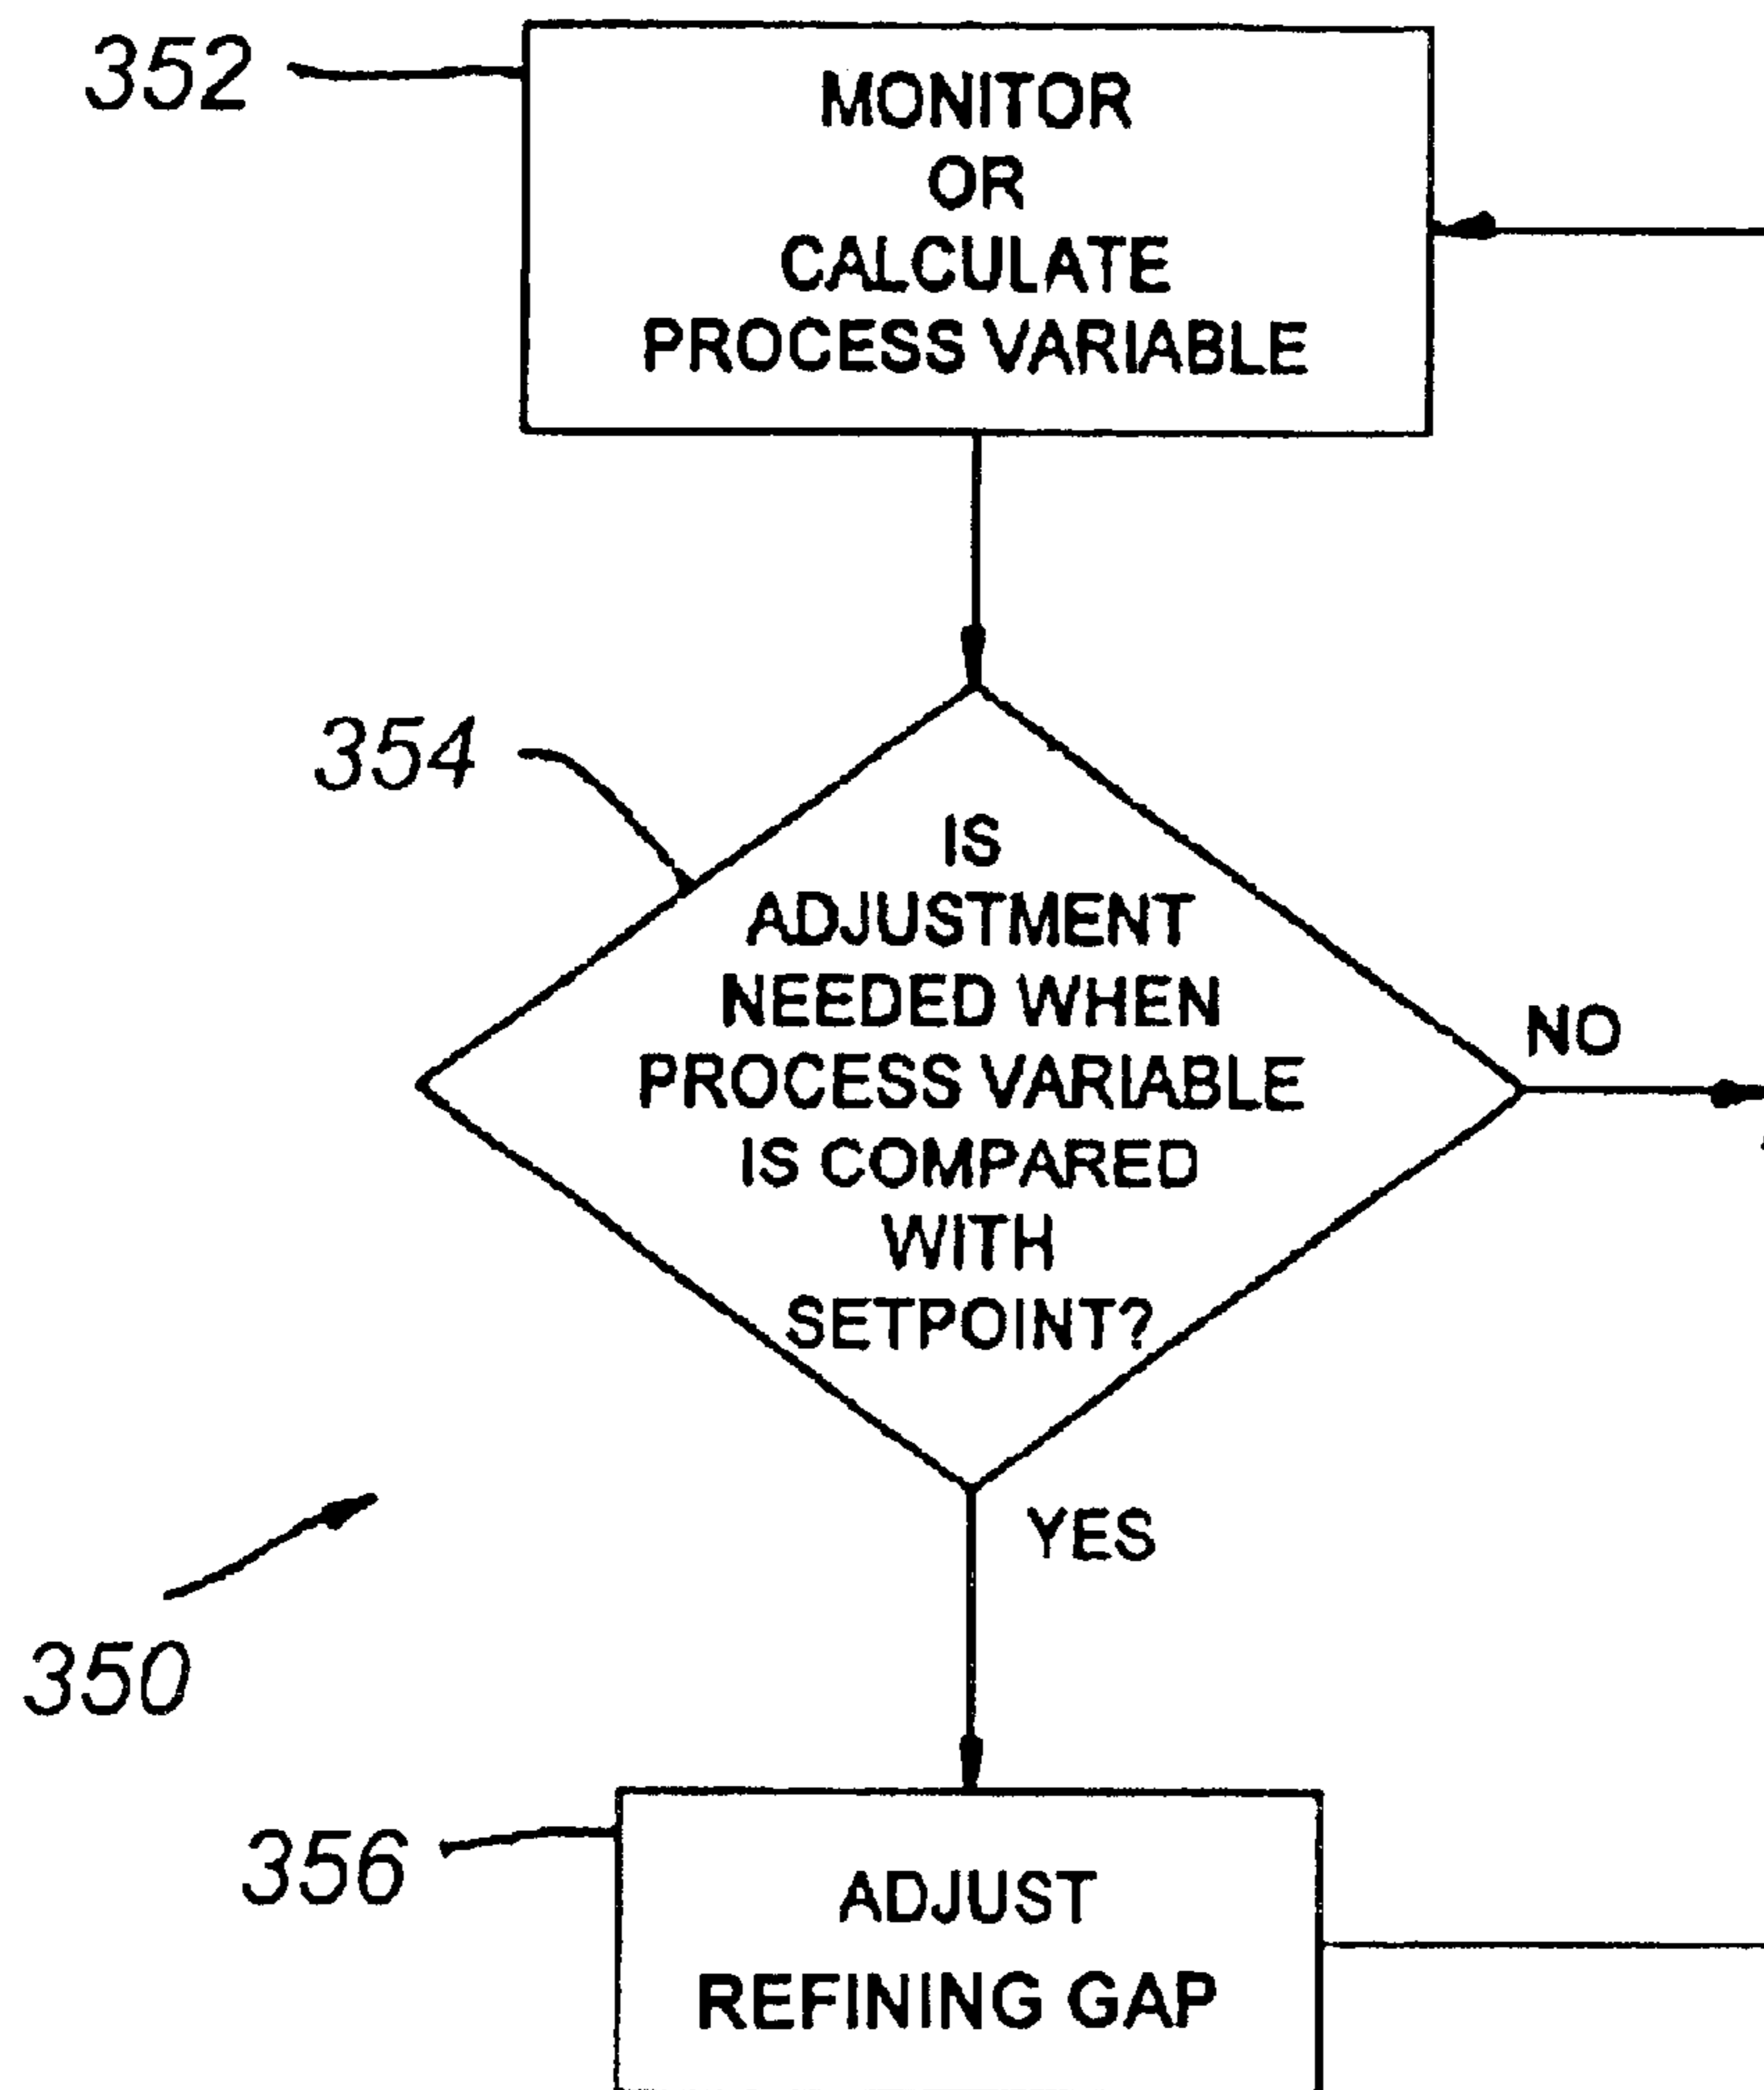 352
MONITOR
OR
CALCULATE
PROCESS VARIABLE
354
IS
ADJUSTMENT
NEEDED WHEN
PROCESS VARIABLE
IS COMPARED
WITH
SETPOINT?
NO
YES
350
356
ADJUST
REFINING GAP